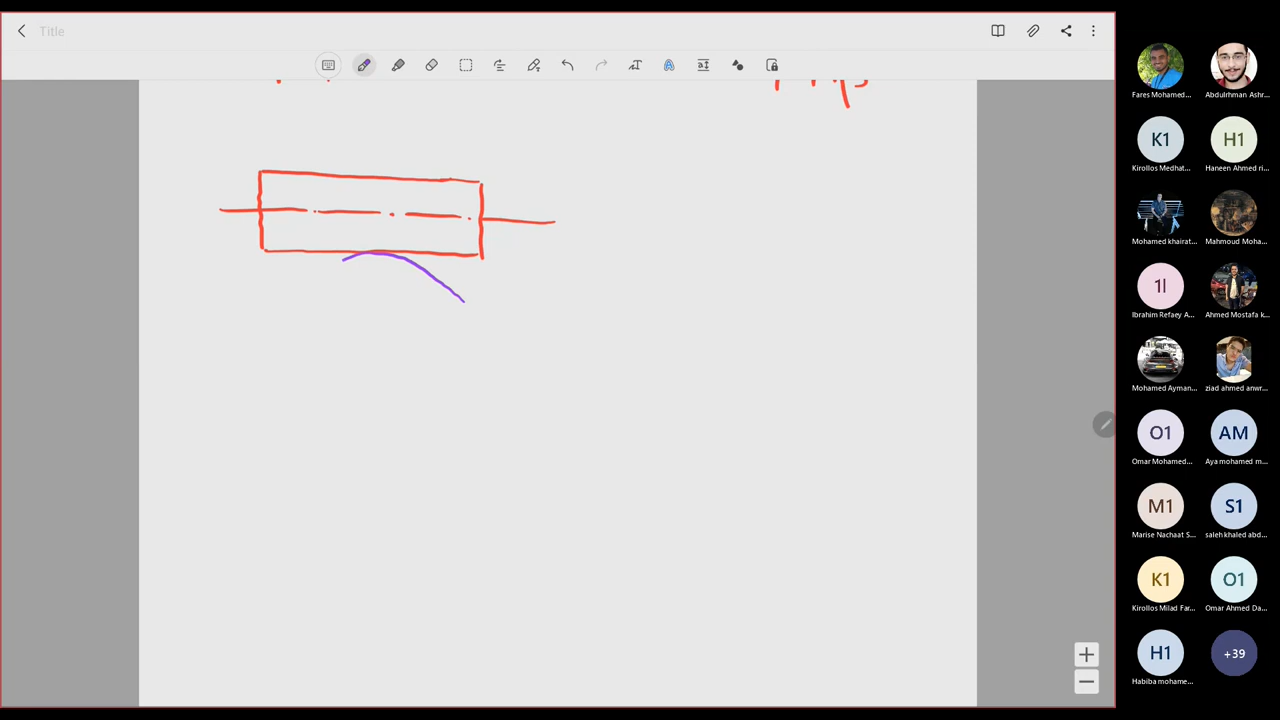 Title
Fares Mohamed...
Abdulrhman Ashr...
K1
H1
Kirollos Medhat...
Haneen Ahmed ri...
Mohamed khairat...
Mahmoud Moha...
1I
Ibrahim Refaey A...
Ahmed Mostafa k...
Mohamed Ayman...
ziad ahmed anwr...
O1
AM
Omar Mohamed...
Aya mohamed m...
M1
S1
Marise Nachaat S...
saleh khaled abd...
K1
O1
Kirollos Milad Far...
Omar Ahmed Da...
H1
+39
Habiba mohame...